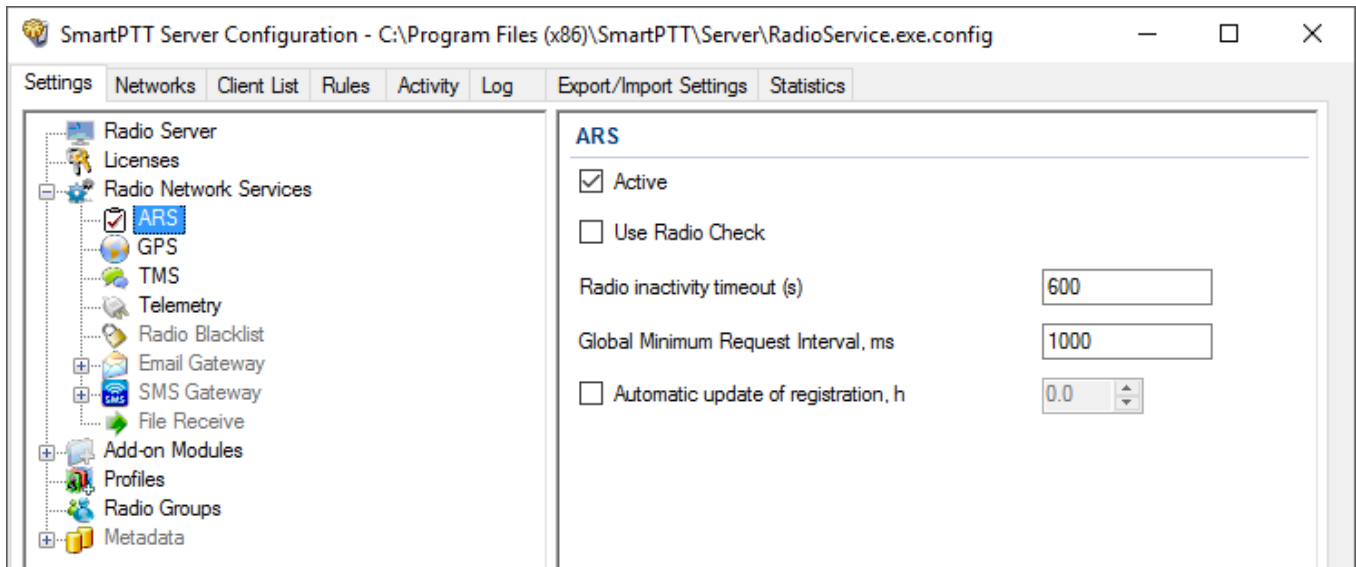 SmartPTT Server Configuration - C:\Program Files (x86)\SmartPTT\Server\RadioService.exe.config
Settings Networks Client List Rules Activity Log Export/Import Settings Statistics
Radio Server
Licenses
Radio Network Services
ARS
GPS
TMS
Telemetry
Radio Blacklist
Email Gateway
SMS Gateway
File Receive
Add-on Modules
Profiles
Radio Groups
Metadata
ARS
Active
Use Radio Check
Radio inactivity timeout (s) 600
Global Minimum Request Interval, ms 1000
Automatic update of registration, h 0.0